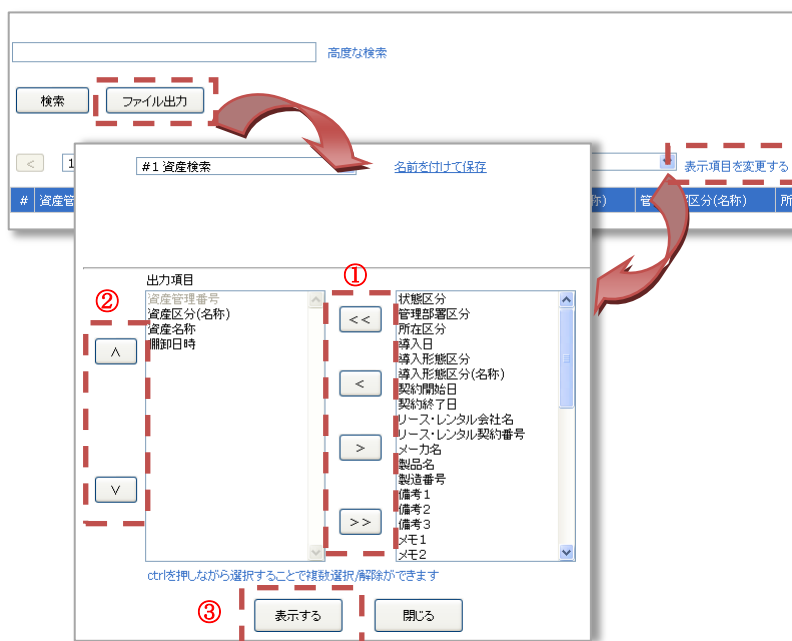 高度な検索
検索
ファイル出力
<
1
表示項目を変更する
#
資産管
称)
管
区分(名称)
所
#1 資産検索
名前を付けて保存
出力項目
①
②
資産管理番号
資産区分(名称)
資産名称
棚卸日時
∧
∨
<<
<
>
>>
状態区分
管理部署区分
所在区分
導入日
導入形態区分
導入形態区分(名称)
契約開始日
契約終了日
リース・レンタル会社名
リース・レンタル契約番号
メーカ名
製品名
製造番号
備考1
備考2
備考3
メモ1
メモ2
ctrlを押しながら選択することで複数選択/解除ができます
③
表示する
閉じる